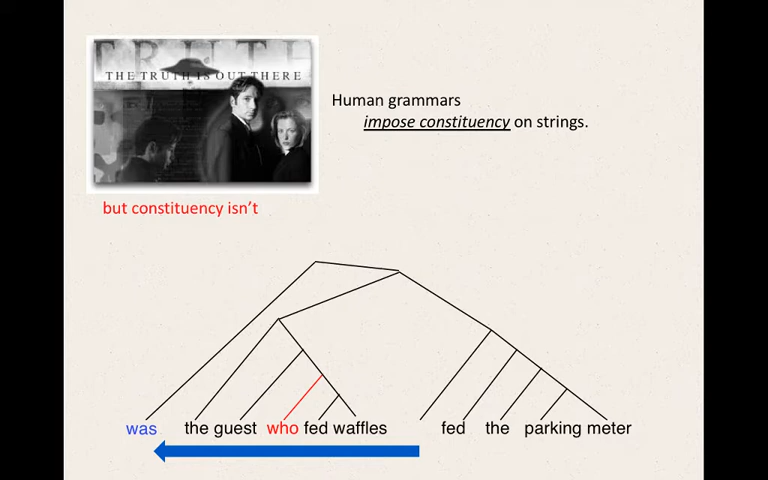 TRUTH
THE TRUTH IS OUT THERE
Human grammars
impose constituency on strings.
but constituency isn't
was the guest who fed waffles fed the parking meter